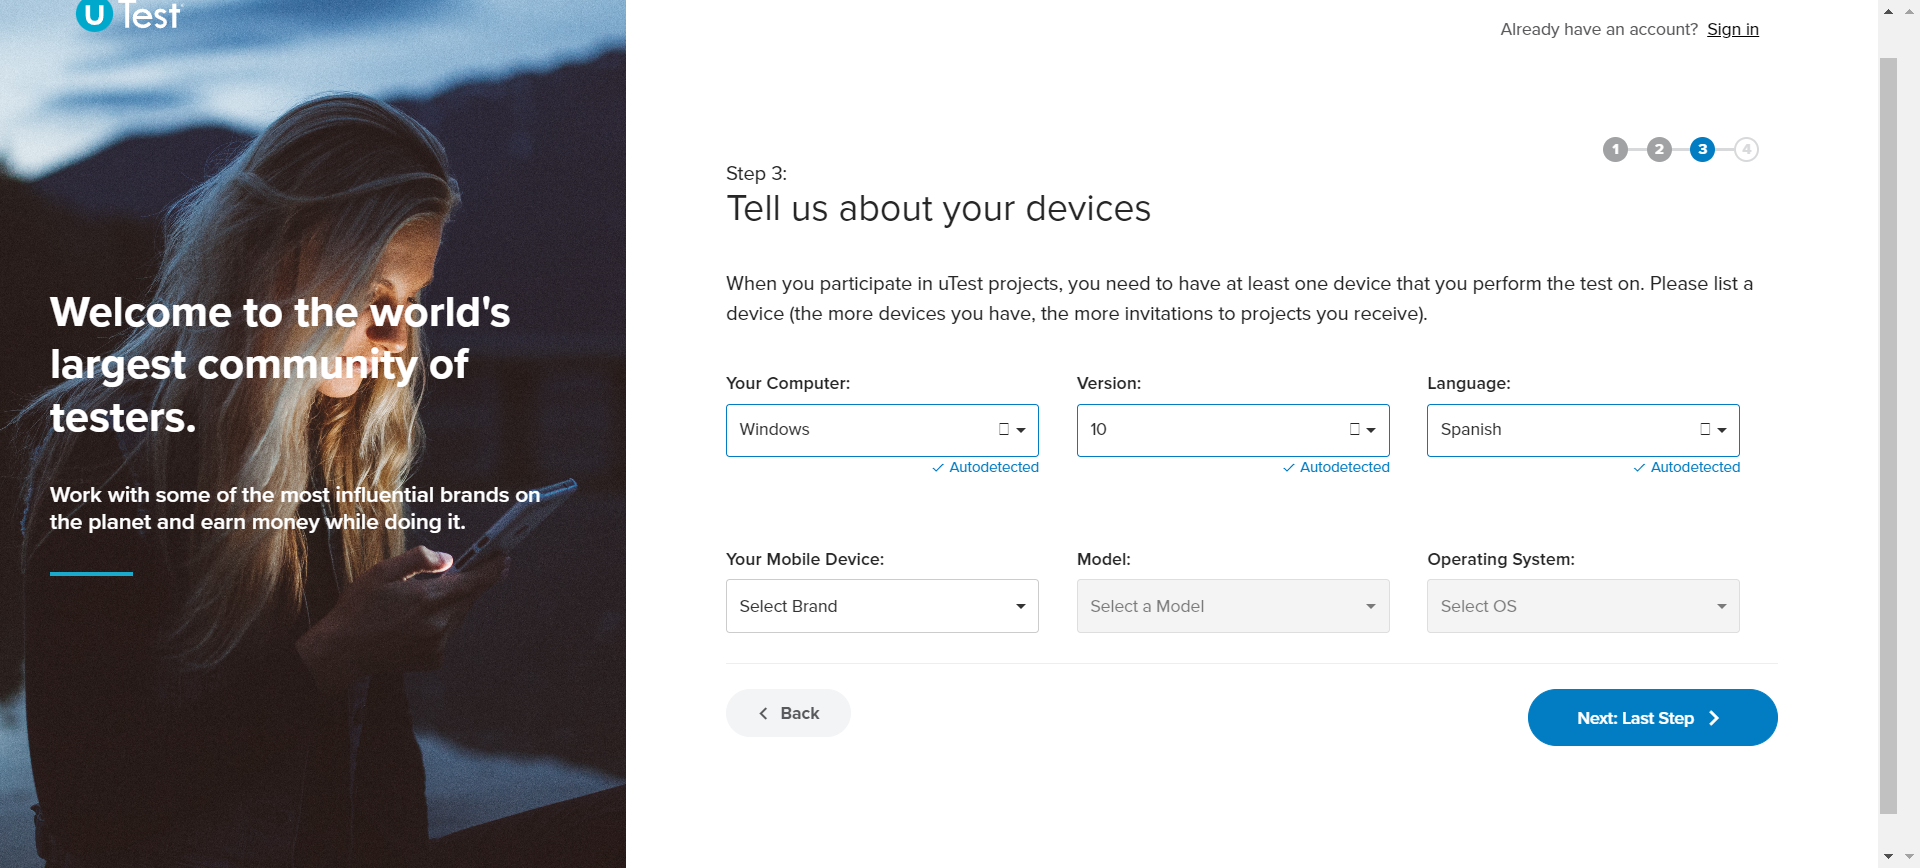 uTest
Already have an account? Sign in
1 2 3 4
Step 3:
Tell us about your devices
When you participate in uTest projects, you need to have at least one device that you perform the test on. Please list a
device (the more devices you have, the more invitations to projects you receive).
Welcome to the world's
largest community of
testers.
Work with some of the most influential brands on
the planet and earn money while doing it.
Your Computer: Version: Language:
Windows 10 Spanish
Autodetected Autodetected Autodetected
Your Mobile Device: Model: Operating System:
Select Brand Select a Model Select OS
Back Next: Last Step